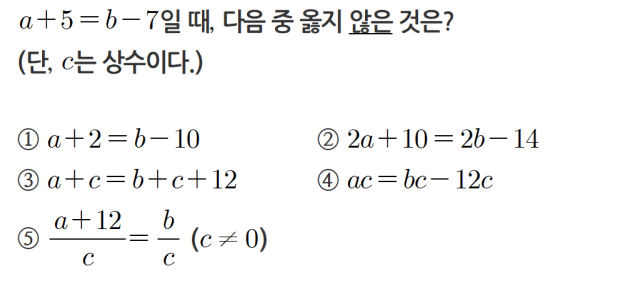 a+5=b−7일 때, 다음 중 옳지 않은 것은?
(단, c는 상수이다.)
① a+2=b−10 ② 2a+10=2b−14
③ a+c=b+c+12 ④ ac=bc−12c
⑤ \frac{a+12}{c}=\frac{b}{c} (c≠0)